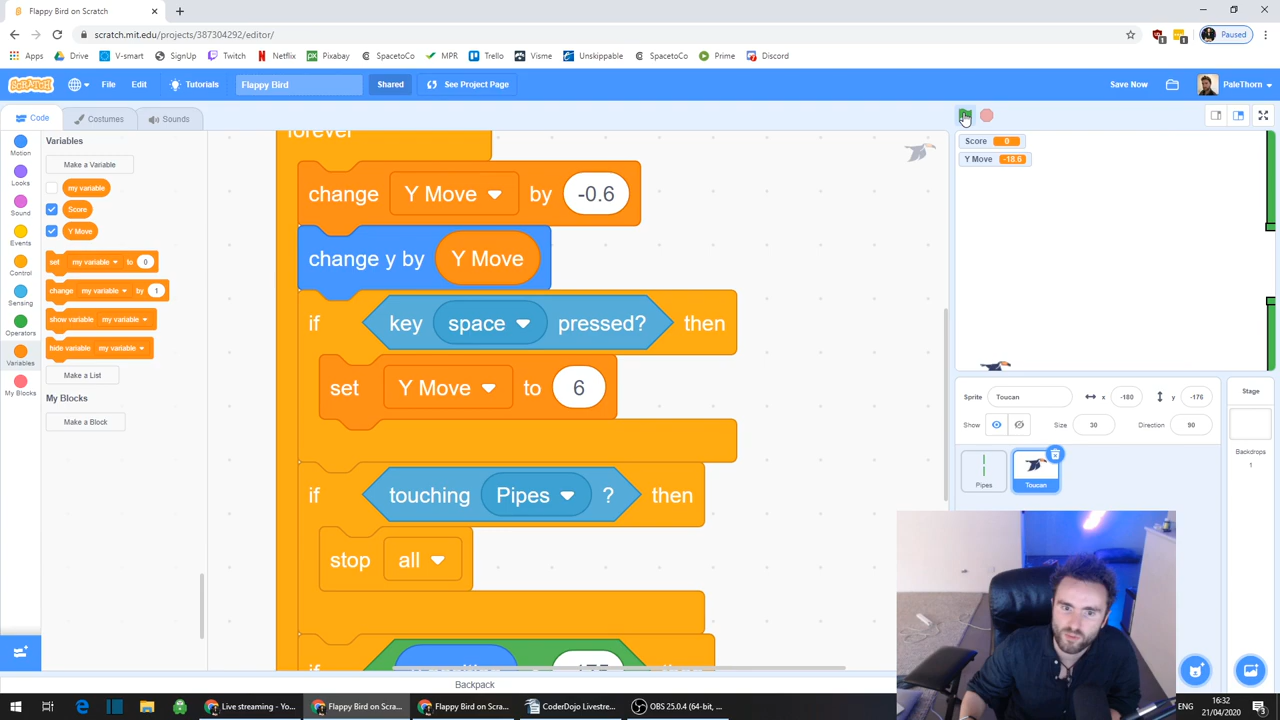 Flappy Bird on Scratch
scratch.mit.edu/projects/387304292/editor/
Paused
Apps
Drive
V-smart
SignUp
Twitch
Netflix
Pixabay
SpacetoCo
MPR
Trello
Visme
Unskippable
SpacetoCo
Prime
Discord
SCRATCH
File
Edit
Tutorials
Flappy Bird
Shared
See Project Page
Save Now
PaleThorn
Code
Costumes
Sounds
Motion
Looks
Sound
Events
Control
Sensing
Operators
Variables
My Blocks
Variables
Make a Variable
my variable
Score
Y Move
set my variable to 0
change my variable by 1
show variable my variable
hide variable my variable
Make a List
My Blocks
Make a Block
forever
change Y Move by -0.6
change y by Y Move
if key space pressed? then
set Y Move to 6
if touching Pipes ? then
stop all
if
Score 0
Y Move -18.6
Sprite Toucan x -180 y -176
Show Size 30 Direction 90
Pipes
Toucan
Stage
Backdrops
1
Backpack
Live streaming - Yo...
Flappy Bird on Scra...
Flappy Bird on Scra...
CoderDojo Livestre...
OBS 25.0.4 (64-bit, ...
ENG
16:32
21/04/2020